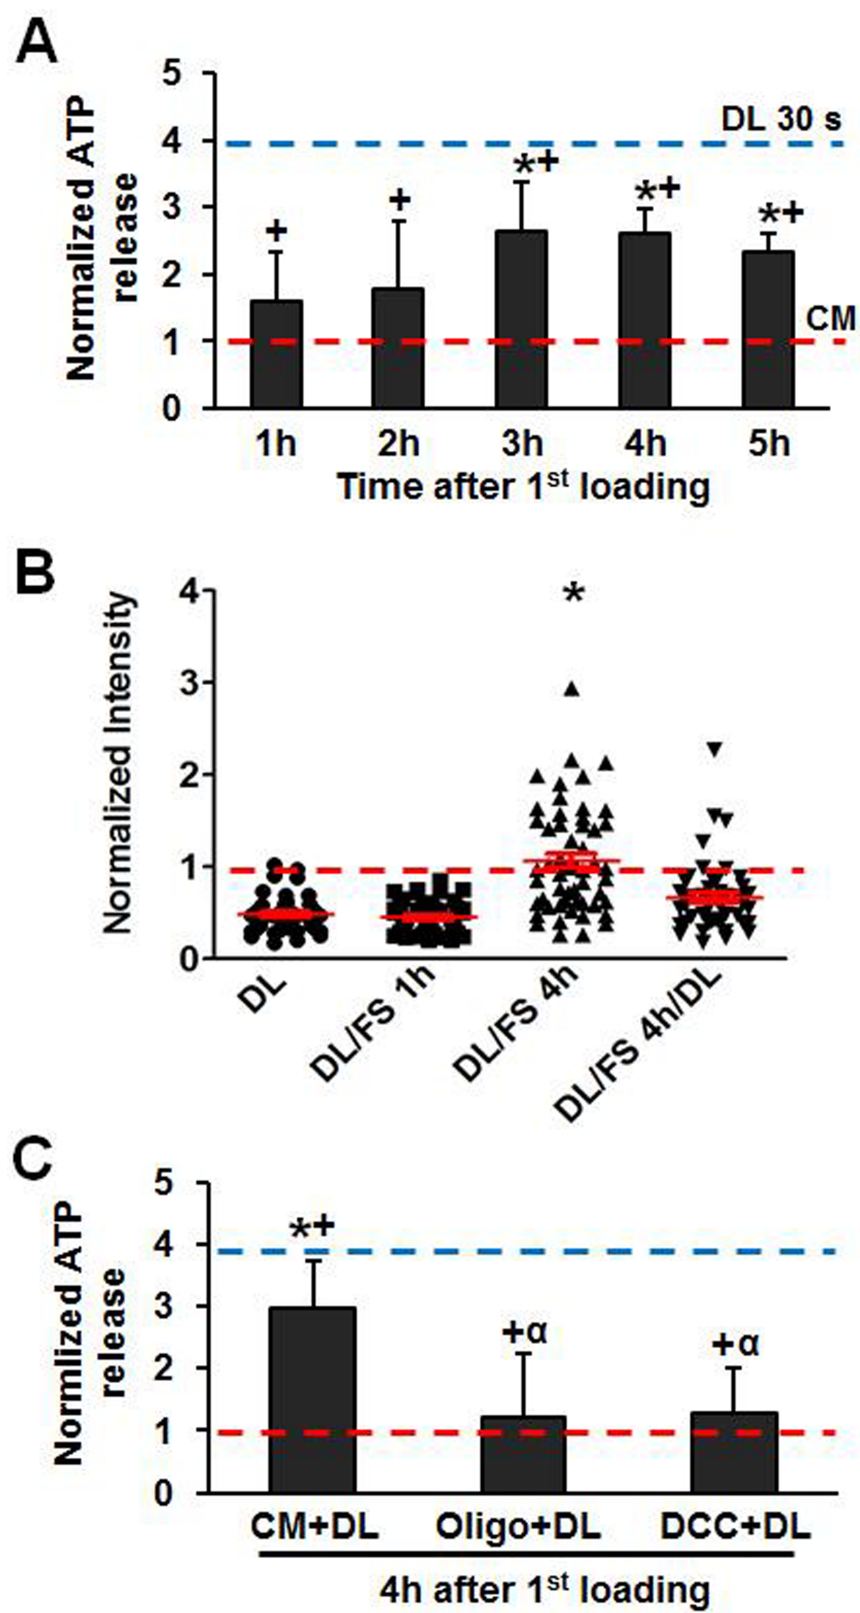 A
Normalized ATP
release
5
4
3
2
1
0
DL 30 s
CM
+
+
*+
*+
*+
1h 2h 3h 4h 5h
Time after 1st loading
B
Normalized Intensity
4
3
2
1
0
*
DL
DL/FS 1h
DL/FS 4h
DL/FS 4h/DL
C
Normlized ATP
release
5
4
3
2
1
0
*+
+α
+α
CM+DL Oligo+DL DCC+DL
4h after 1st loading